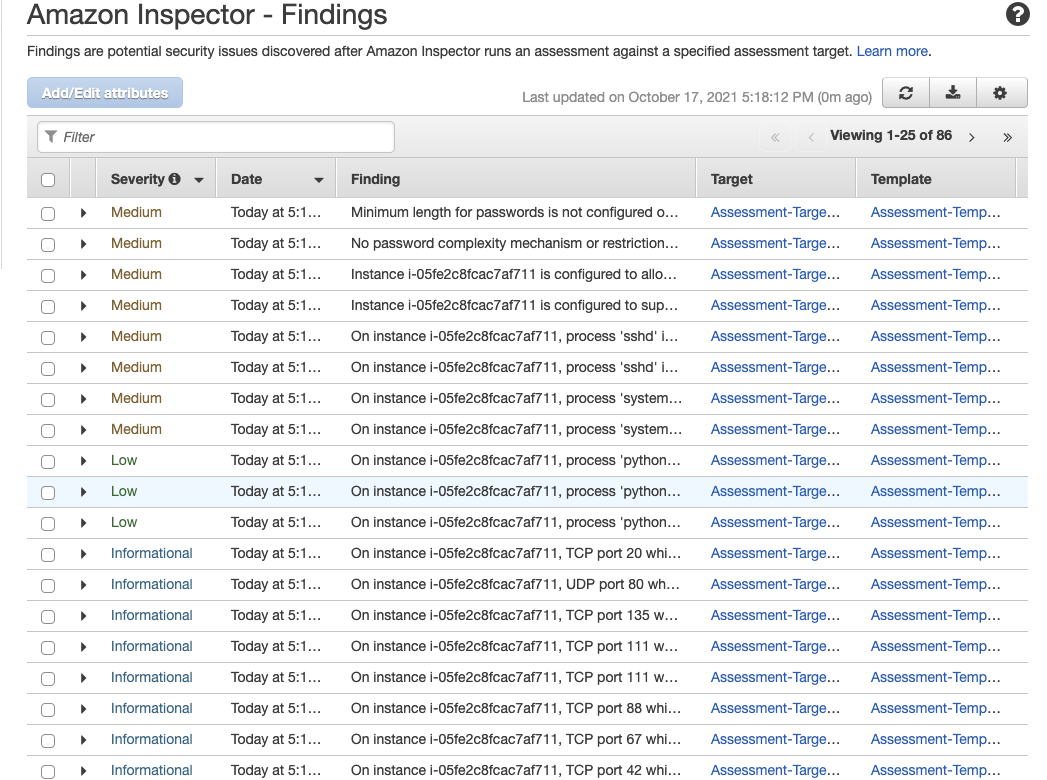 Amazon Inspector - Findings
Findings are potential security issues discovered after Amazon Inspector runs an assessment against a specified assessment target. Learn more.
Add/Edit attributes
Last updated on October 17, 2021 5:18:12 PM (0m ago)
Filter
Viewing 1-25 of 86
Severity Date Finding Target Template
Medium Today at 5:1... Minimum length for passwords is not configured o... Assessment-Targe... Assessment-Temp...
Medium Today at 5:1... No password complexity mechanism or restriction... Assessment-Targe... Assessment-Temp...
Medium Today at 5:1... Instance i-05fe2c8fcac7af711 is configured to allo... Assessment-Targe... Assessment-Temp...
Medium Today at 5:1... Instance i-05fe2c8fcac7af711 is configured to sup... Assessment-Targe... Assessment-Temp...
Medium Today at 5:1... On instance i-05fe2c8fcac7af711, process 'sshd' i... Assessment-Targe... Assessment-Temp...
Medium Today at 5:1... On instance i-05fe2c8fcac7af711, process 'sshd' i... Assessment-Targe... Assessment-Temp...
Medium Today at 5:1... On instance i-05fe2c8fcac7af711, process 'system... Assessment-Targe... Assessment-Temp...
Medium Today at 5:1... On instance i-05fe2c8fcac7af711, process 'system... Assessment-Targe... Assessment-Temp...
Low Today at 5:1... On instance i-05fe2c8fcac7af711, process 'python... Assessment-Targe... Assessment-Temp...
Low Today at 5:1... On instance i-05fe2c8fcac7af711, process 'python... Assessment-Targe... Assessment-Temp...
Low Today at 5:1... On instance i-05fe2c8fcac7af711, process 'python... Assessment-Targe... Assessment-Temp...
Informational Today at 5:1... On instance i-05fe2c8fcac7af711, TCP port 20 whi... Assessment-Targe... Assessment-Temp...
Informational Today at 5:1... On instance i-05fe2c8fcac7af711, UDP port 80 wh... Assessment-Targe... Assessment-Temp...
Informational Today at 5:1... On instance i-05fe2c8fcac7af711, TCP port 135 w... Assessment-Targe... Assessment-Temp...
Informational Today at 5:1... On instance i-05fe2c8fcac7af711, TCP port 111 w... Assessment-Targe... Assessment-Temp...
Informational Today at 5:1... On instance i-05fe2c8fcac7af711, TCP port 111 w... Assessment-Targe... Assessment-Temp...
Informational Today at 5:1... On instance i-05fe2c8fcac7af711, TCP port 88 whi... Assessment-Targe... Assessment-Temp...
Informational Today at 5:1... On instance i-05fe2c8fcac7af711, TCP port 67 whi... Assessment-Targe... Assessment-Temp...
Informational Today at 5:1... On instance i-05fe2c8fcac7af711, TCP port 42 whi... Assessment-Targe... Assessment-Temp...